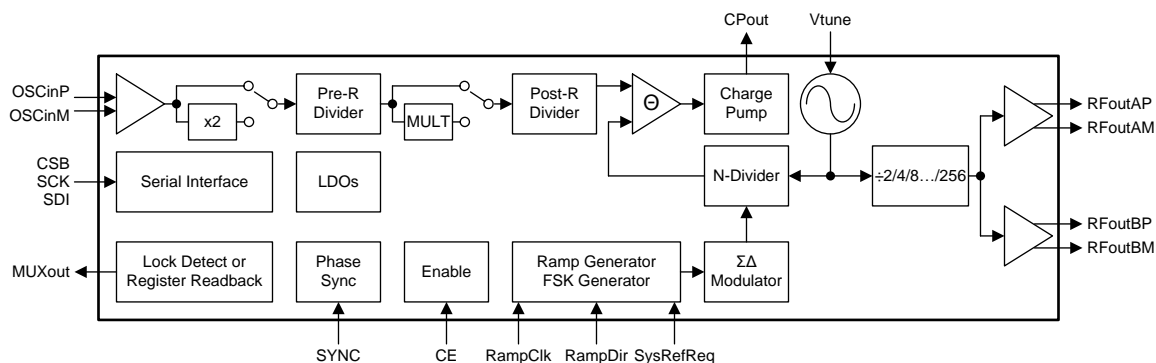 CPout
Vtune
OSCinP
OSCinM
x2
Pre-R
Divider
MULT
Post-R
Divider
Θ
Charge
Pump
RFoutAP
RFoutAM
CSB
SCK
SDI
Serial Interface
LDOs
N-Divider
÷2/4/8.../256
RFoutBP
RFoutBM
MUXout
Lock Detect or
Register Readback
Phase
Sync
Enable
Ramp Generator
FSK Generator
ΣΔ
Modulator
SYNC
CE
RampClk
RampDir
SysRefReq